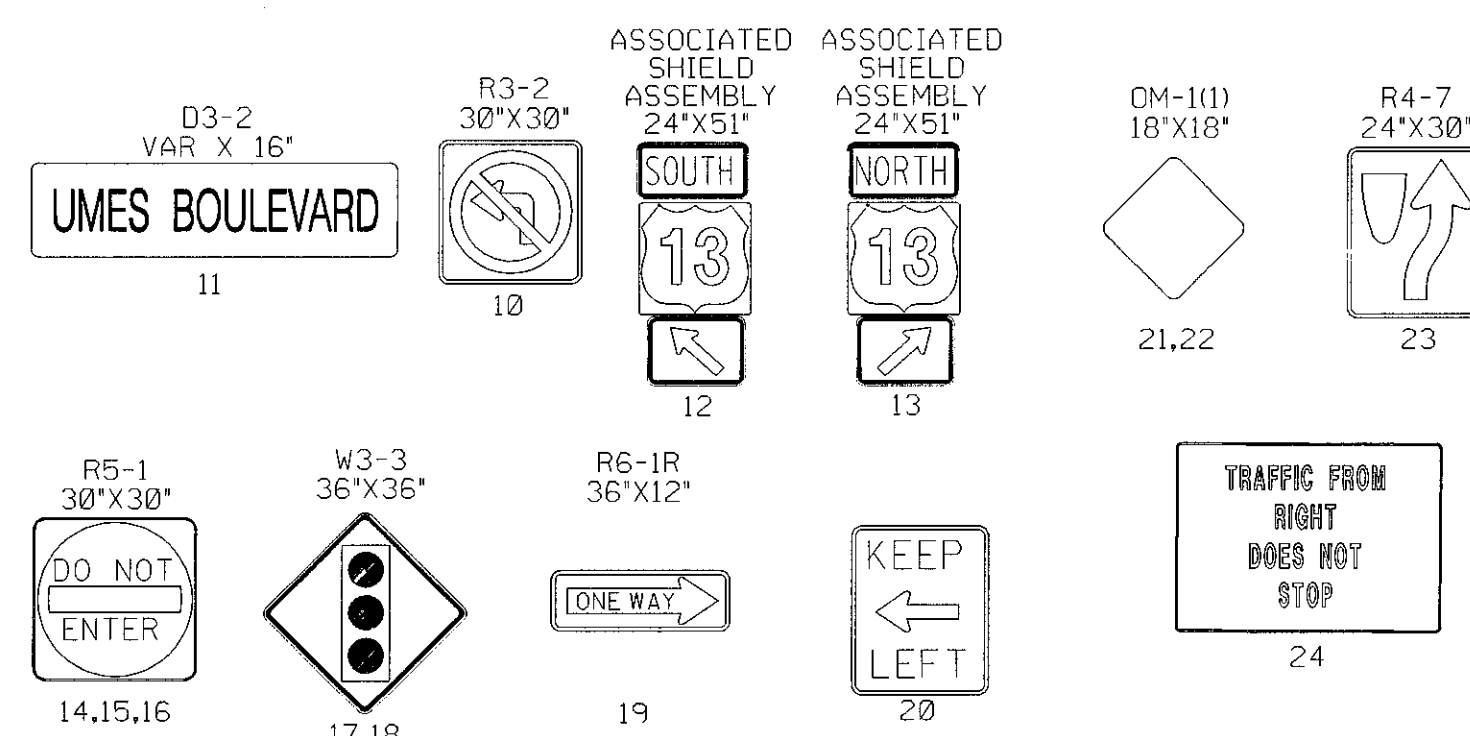 D3-2
VAR X 16"
UMES BOULEVARD
11
R3-2
30"X30"
10
ASSOCIATED
SHIELD
ASSEMBLY
24"X51"
SOUTH
13
12
ASSOCIATED
SHIELD
ASSEMBLY
24"X51"
NORTH
13
13
OM-1(1)
18"X18"
21,22
R4-7
24"X30"
23
R5-1
30"X30"
DO NOT
ENTER
14,15,16
W3-3
36"X36"
17,18
R6-1R
36"X12"
ONE WAY
19
KEEP
LEFT
20
TRAFFIC FROM
RIGHT
DOES NOT
STOP
24